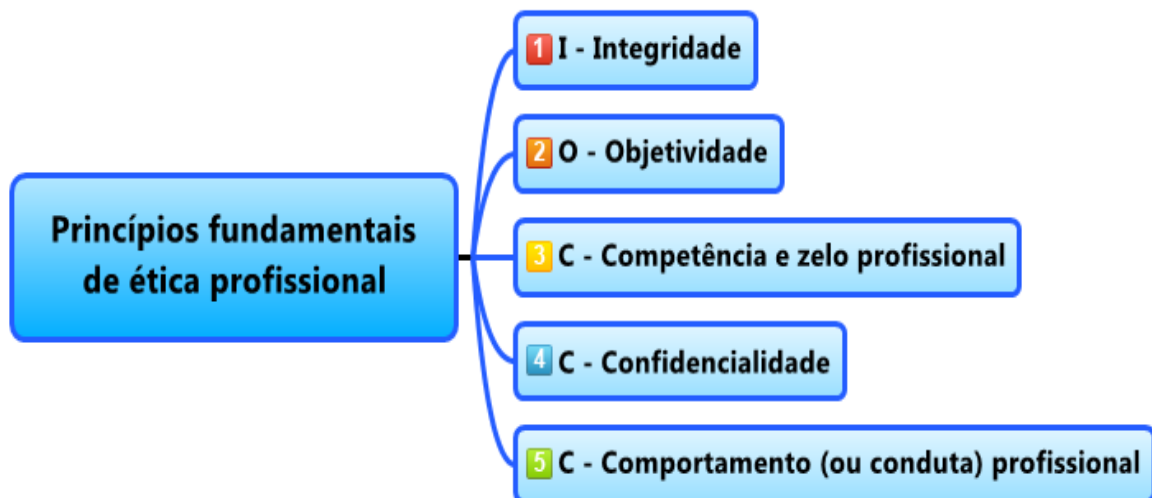 Princípios fundamentais
de ética profissional
1 I - Integridade
2 O - Objetividade
3 C - Competência e zelo profissional
4 C - Confidencialidade
5 C - Comportamento (ou conduta) profissional